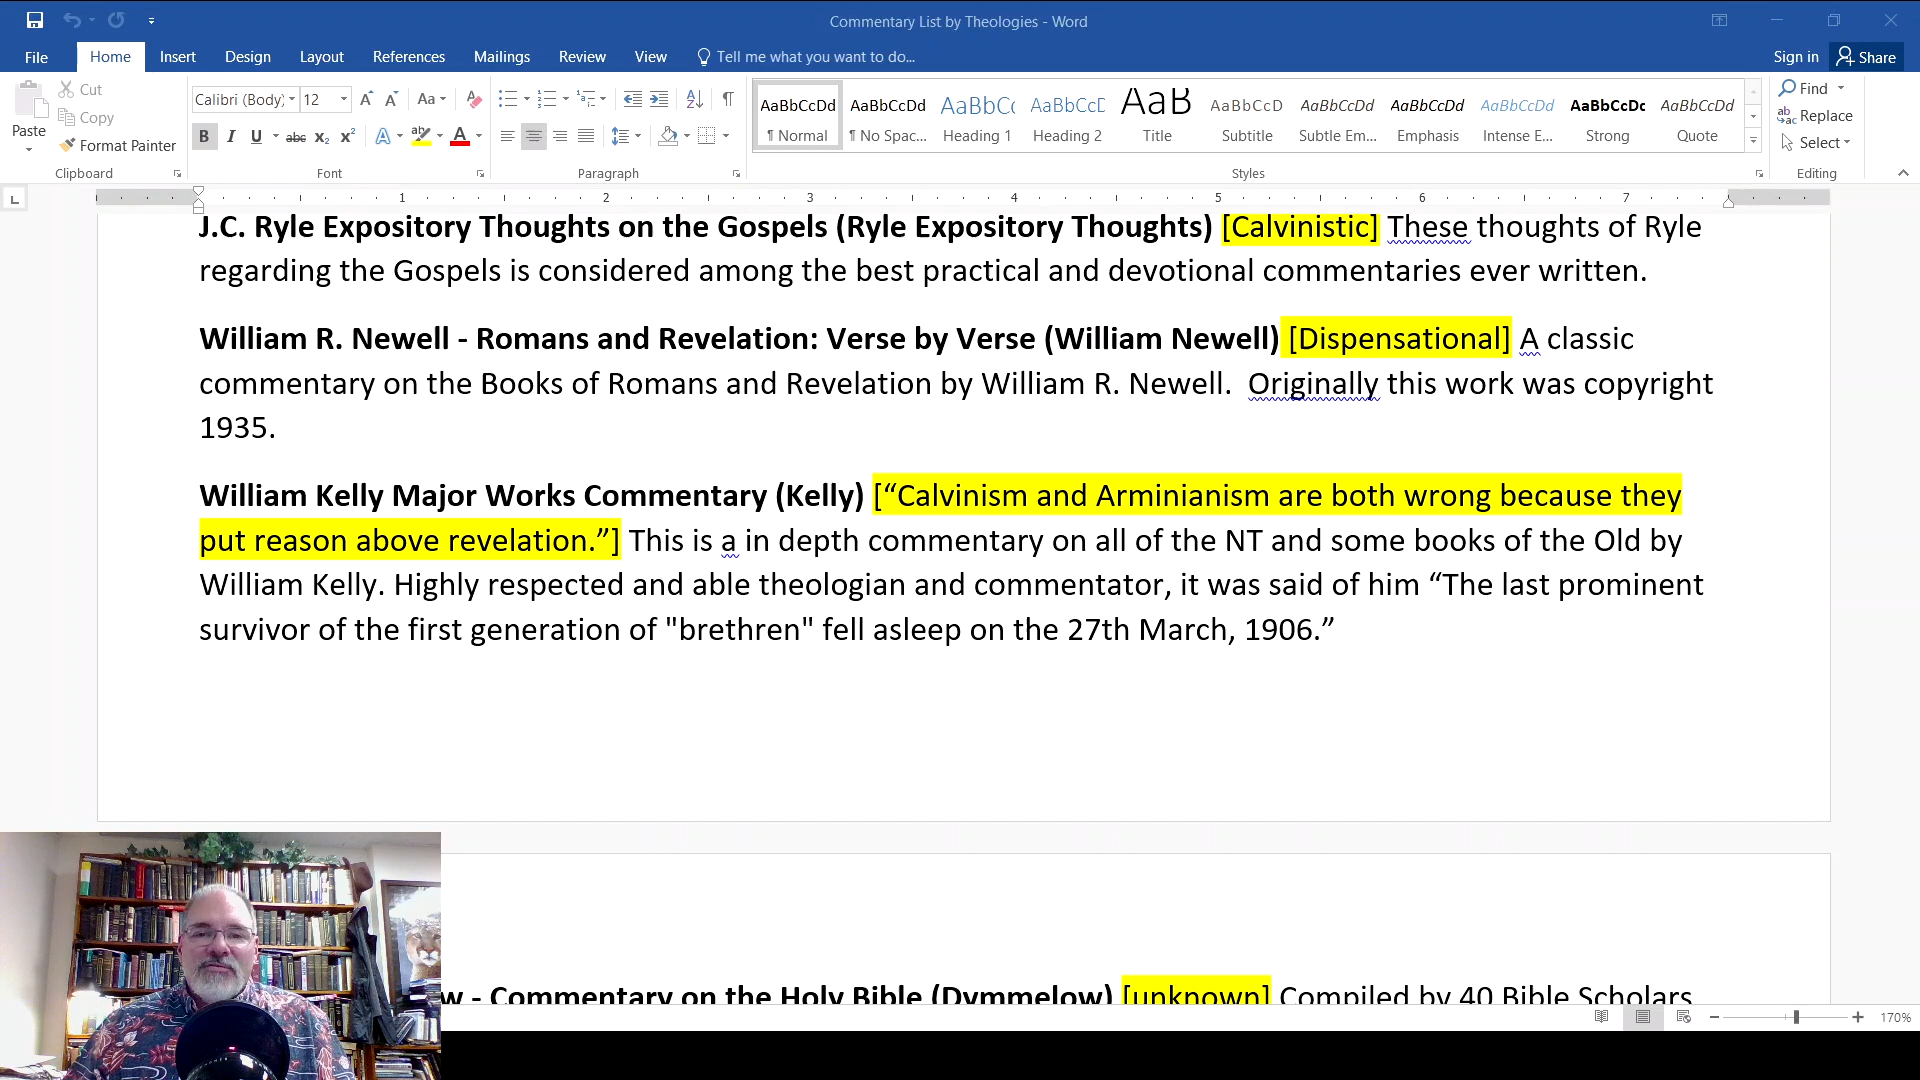 Commentary List by Theologies - Word
File Home Insert Design Layout References Mailings Review View Tell me what you want to do... Sign in Share
Paste Cut Copy Format Painter
Calibri (Body) 12
AaBbCcDd AaBbCcDd AaBbC AaBbCcD AaB AaBbCcD AaBbCcDd AaBbCcDd AaBbCcDd AaBbCcDc AaBbCcDd
¶ Normal ¶ No Spac... Heading 1 Heading 2 Title Subtitle Subtle Em... Emphasis Intense E... Strong Quote
Find Replace Select
Clipboard Font Paragraph Styles Editing
1 2 3 4 5 6 7
J.C. Ryle Expository Thoughts on the Gospels (Ryle Expository Thoughts) [Calvinistic] These thoughts of Ryle
regarding the Gospels is considered among the best practical and devotional commentaries ever written.
William R. Newell - Romans and Revelation: Verse by Verse (William Newell) [Dispensational] A classic
commentary on the Books of Romans and Revelation by William R. Newell.  Originally this work was copyright
1935.
William Kelly Major Works Commentary (Kelly) [“Calvinism and Arminianism are both wrong because they
put reason above revelation.”] This is a in depth commentary on all of the NT and some books of the Old by
William Kelly. Highly respected and able theologian and commentator, it was said of him “The last prominent
survivor of the first generation of "brethren" fell asleep on the 27th March, 1906.”
w - Commentary on the Holy Bible (Dymmelow) [unknown] Compiled by 40 Bible Scholars
170%